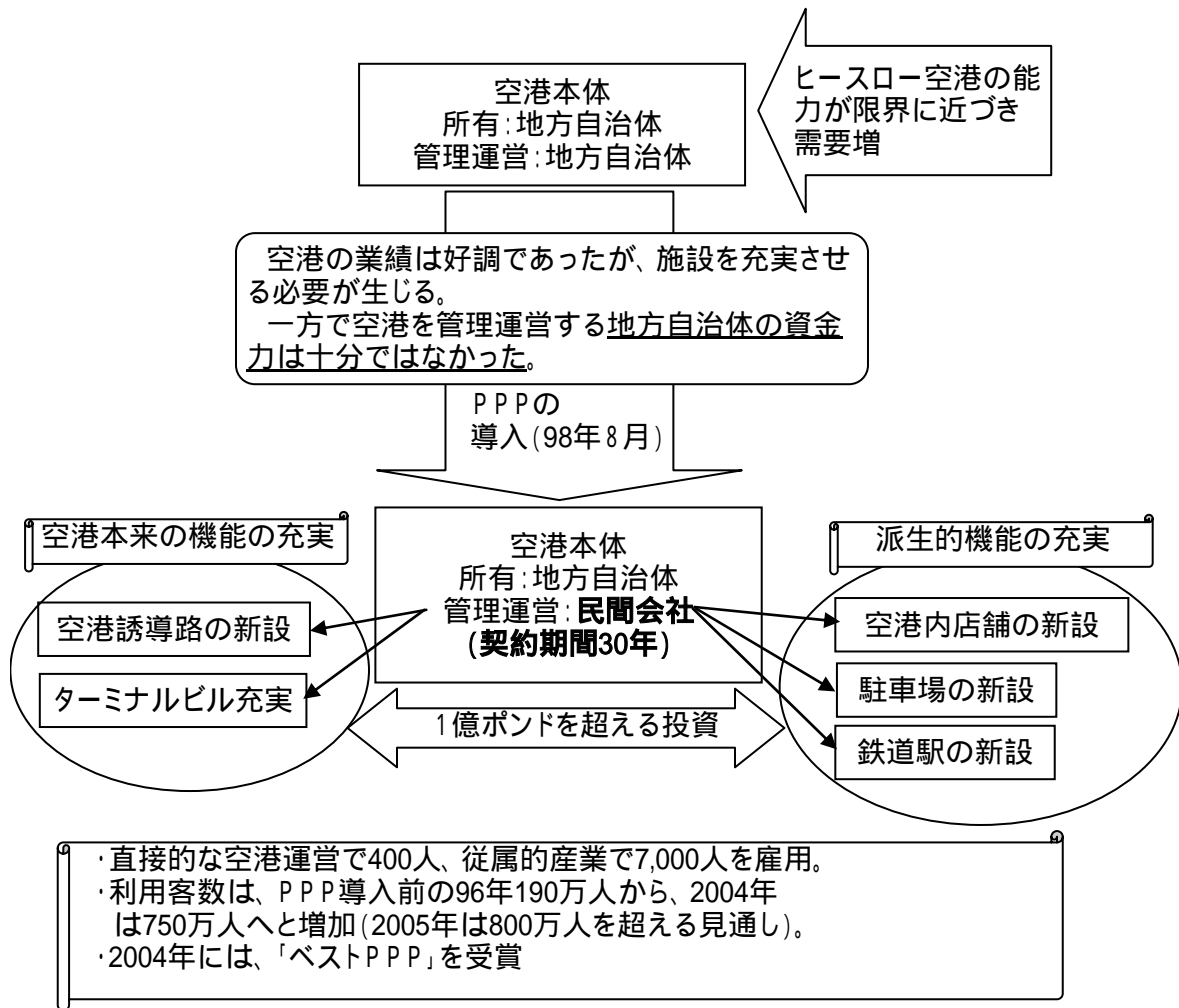 空港本体
所有:地方自治体
管理運営:地方自治体
ヒースロー空港の能
力が限界に近づき
需要増
空港の業績は好調であったが、施設を充実させ
る必要が生じる。
一方で空港を管理運営する地方自治体の資金
力は十分ではなかった。
PPPの
導入(98年8月)
空港本来の機能の充実
空港誘導路の新設
ターミナルビル充実
空港本体
所有:地方自治体
管理運営:民間会社
(契約期間30年)
派生的機能の充実
空港内店舗の新設
駐車場の新設
鉄道駅の新設
1億ポンドを超える投資
・直接的な空港運営で400人、従属的産業で7,000人を雇用。
・利用客数は、PPP導入前の96年190万人から、2004年
は750万人へと増加(2005年は800万人を超える見通し)。
・2004年には、「ベストPPP」を受賞